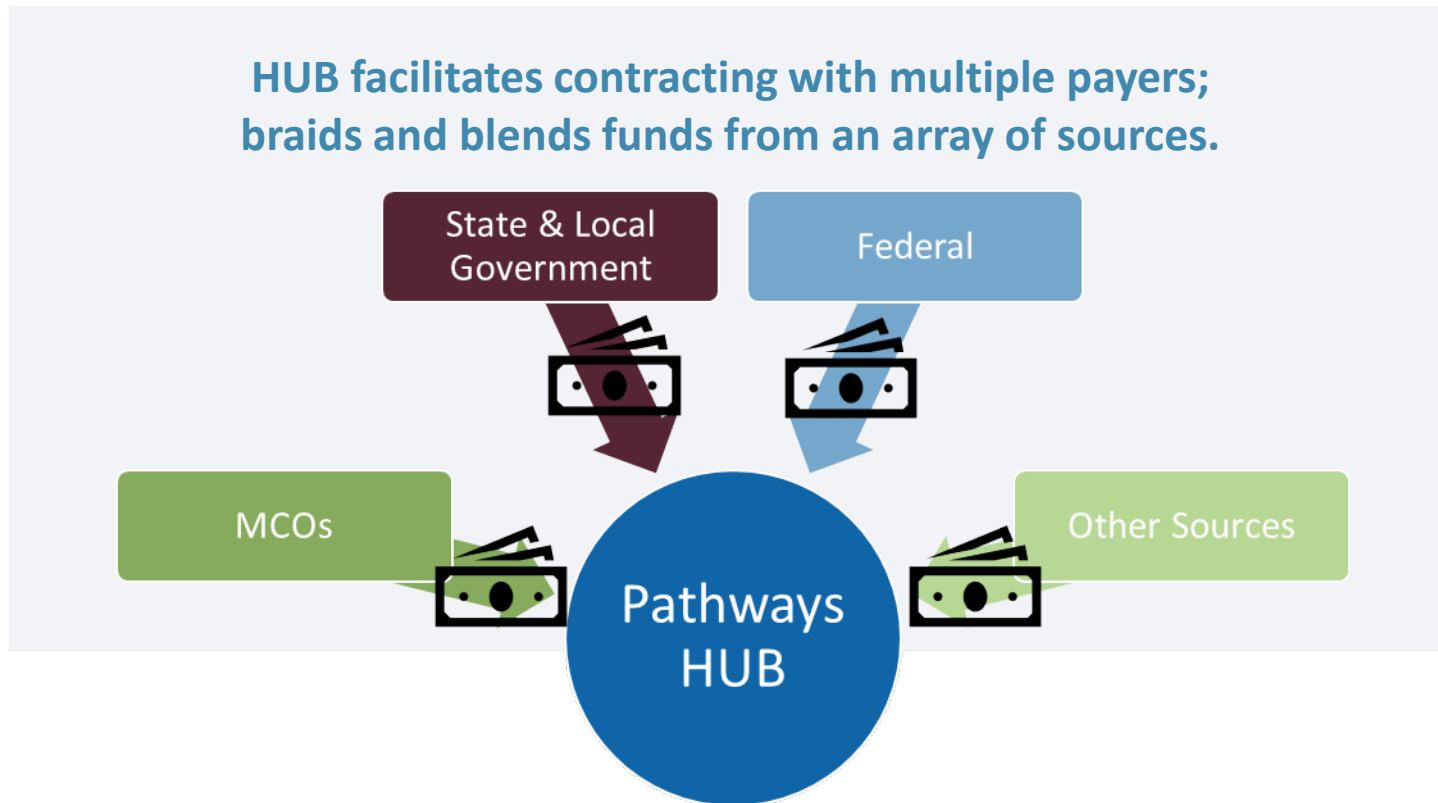 HUB facilitates contracting with multiple payers;
braids and blends funds from an array of sources.
State & Local
Government
Federal
MCOs
Other Sources
Pathways
HUB